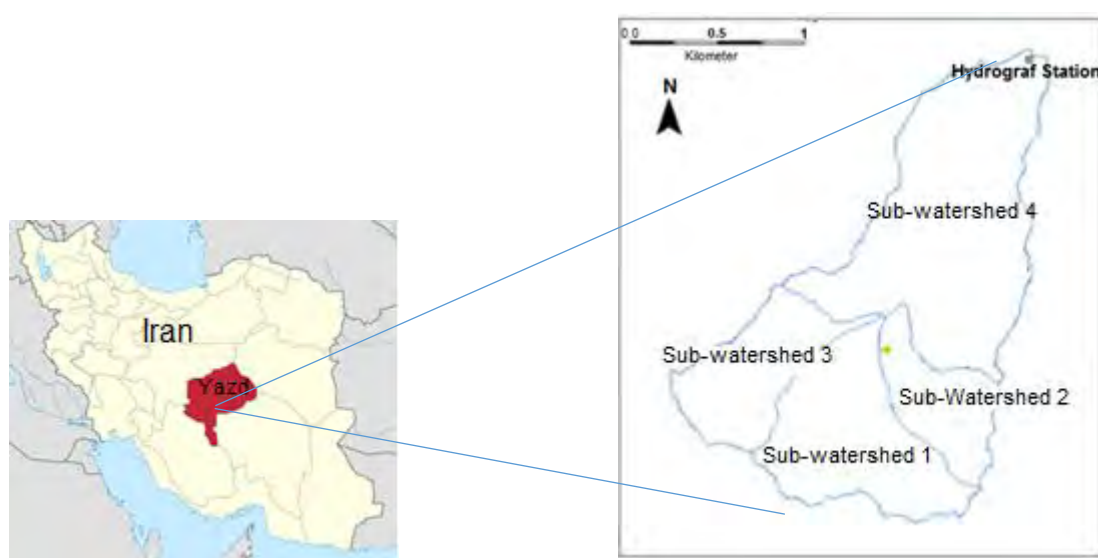 0.0 0.5 1
Kilometer
N
Hydrograf Station
Sub-watershed 4
Iran
Sub-watershed 3
Yazd
Sub-Watershed 2
Sub-watershed 1